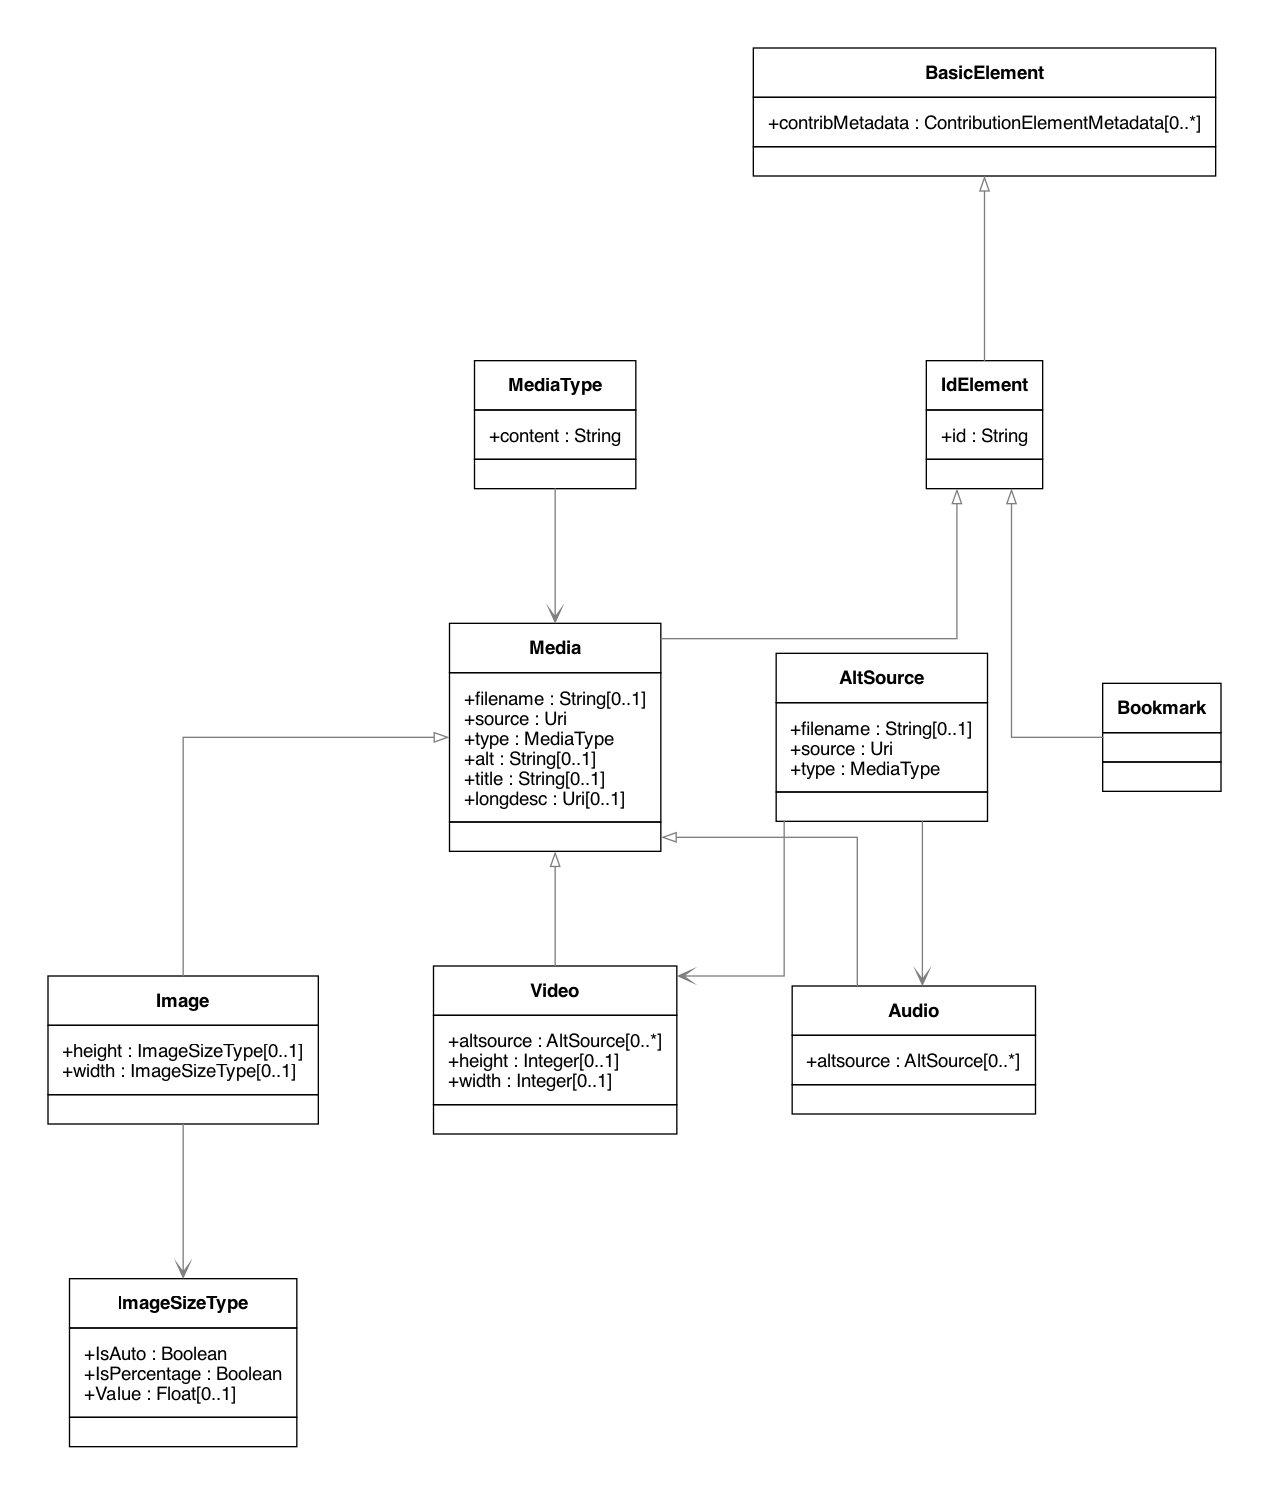 BasicElement
+contribMetadata : ContributionElementMetadata[0..*]
MediaType
+content : String
IdElement
+id : String
Media
+filename : String[0..1]
+source : Uri
+type : MediaType
+alt : String[0..1]
+title : String[0..1]
+longdesc : Uri[0..1]
AltSource
+filename : String[0..1]
+source : Uri
+type : MediaType
Bookmark
Image
+height : ImageSizeType[0..1]
+width : ImageSizeType[0..1]
Video
+altsource : AltSource[0..*]
+height : Integer[0..1]
+width : Integer[0..1]
Audio
+altsource : AltSource[0..*]
ImageSizeType
+IsAuto : Boolean
+IsPercentage : Boolean
+Value : Float[0..1]